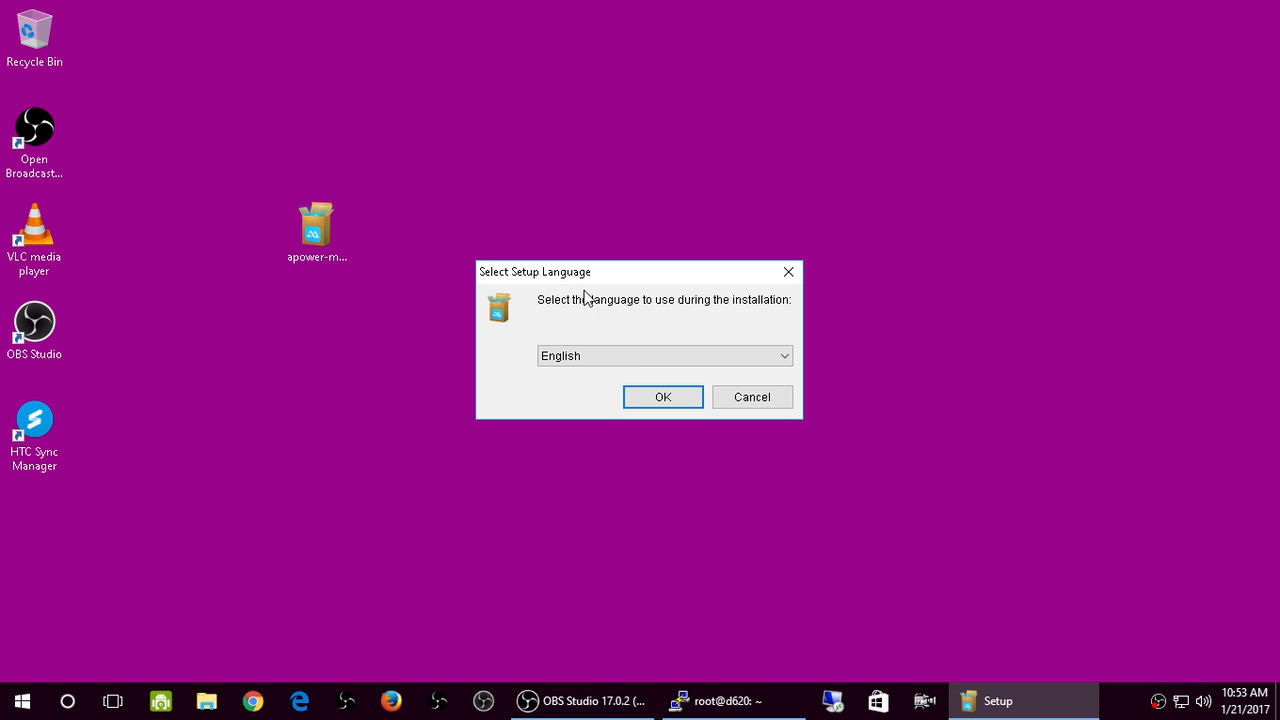 Recycle Bin
Open
Broadcast...
VLC media
player
OBS Studio
HTC Sync
Manager
apower-m...
Select Setup Language
Select the language to use during the installation:
English
OK
Cancel
OBS Studio 17.0.2 (...
root@d620: ~
Setup
10:53 AM
1/21/2017